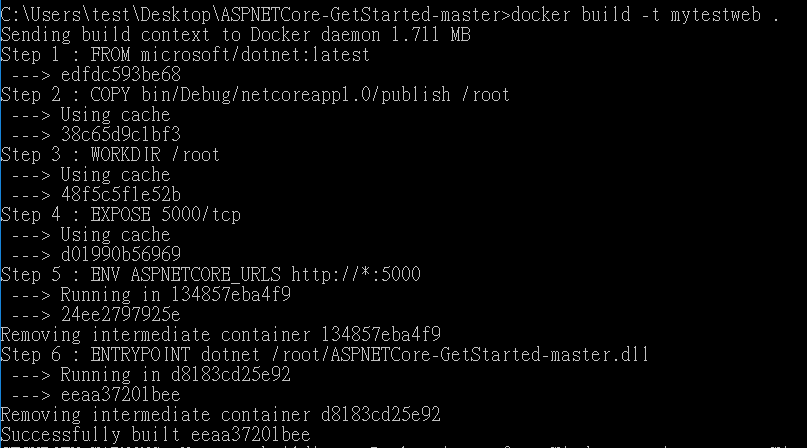 C:\Users\test\Desktop\ASPNETCore-GetStarted-master>docker build -t mytestweb .
Sending build context to Docker daemon 1.711 MB
Step 1 : FROM microsoft/dotnet:latest
---> edfdc593be68
Step 2 : COPY bin/Debug/netcoreapp1.0/publish /root
---> Using cache
---> 38c65d9c1bf3
Step 3 : WORKDIR /root
---> Using cache
---> 48f5c5f1e52b
Step 4 : EXPOSE 5000/tcp
---> Using cache
---> d01990b56969
Step 5 : ENV ASPNETCORE_URLS http://*:5000
---> Running in 134857eba4f9
---> 24ee2797925e
Removing intermediate container 134857eba4f9
Step 6 : ENTRYPOINT dotnet /root/ASPNETCore-GetStarted-master.dll
---> Running in d8183cd25e92
---> eeaa37201bee
Removing intermediate container d8183cd25e92
Successfully built eeaa37201bee